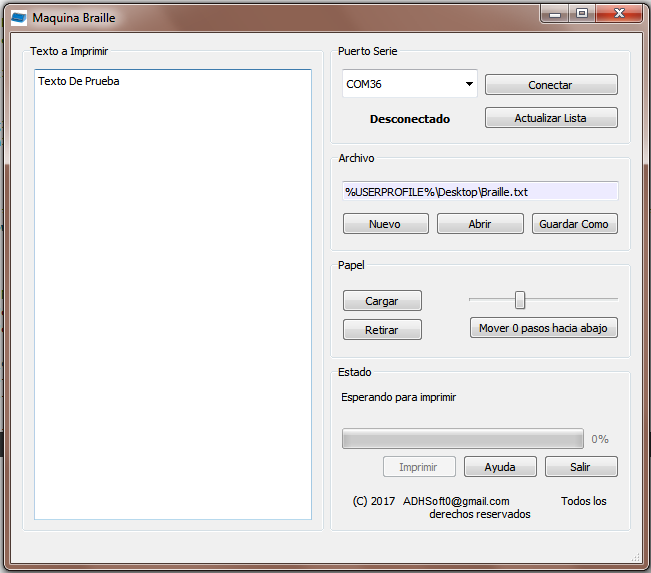 Maquina Braille
Texto a Imprimir
Texto De Prueba
Puerto Serie
COM36
Conectar
Desconectado
Actualizar Lista
Archivo
%USERPROFILE%\Desktop\Braille.txt
Nuevo
Abrir
Guardar Como
Papel
Cargar
Retirar
Mover 0 pasos hacia abajo
Estado
Esperando para imprimir
0%
Imprimir
Ayuda
Salir
(C) 2017 ADHSoft0@gmail.com Todos los
derechos reservados